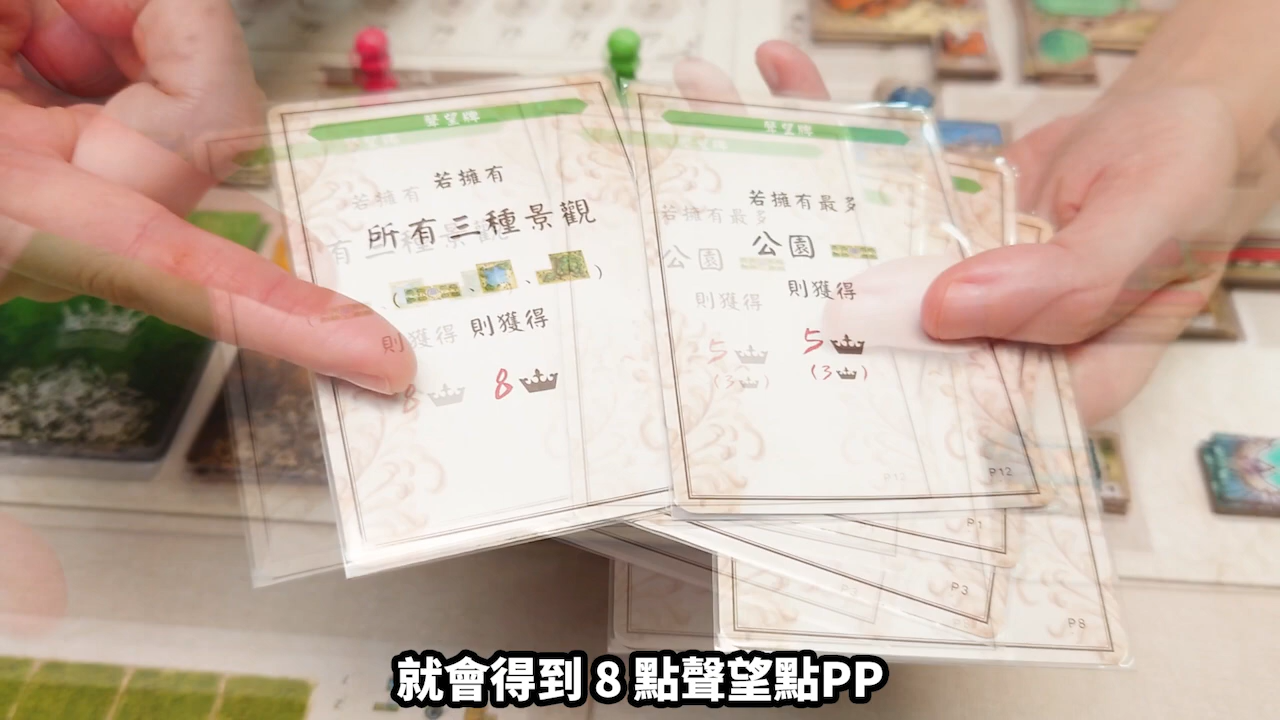 聲望牌
若擁有
所有三種景觀
(、、)
則獲得
8
聲望牌
若擁有最多
公園
則獲得
5
(3)
P12
P1
P3
P8
就會得到 8 點聲望點PP